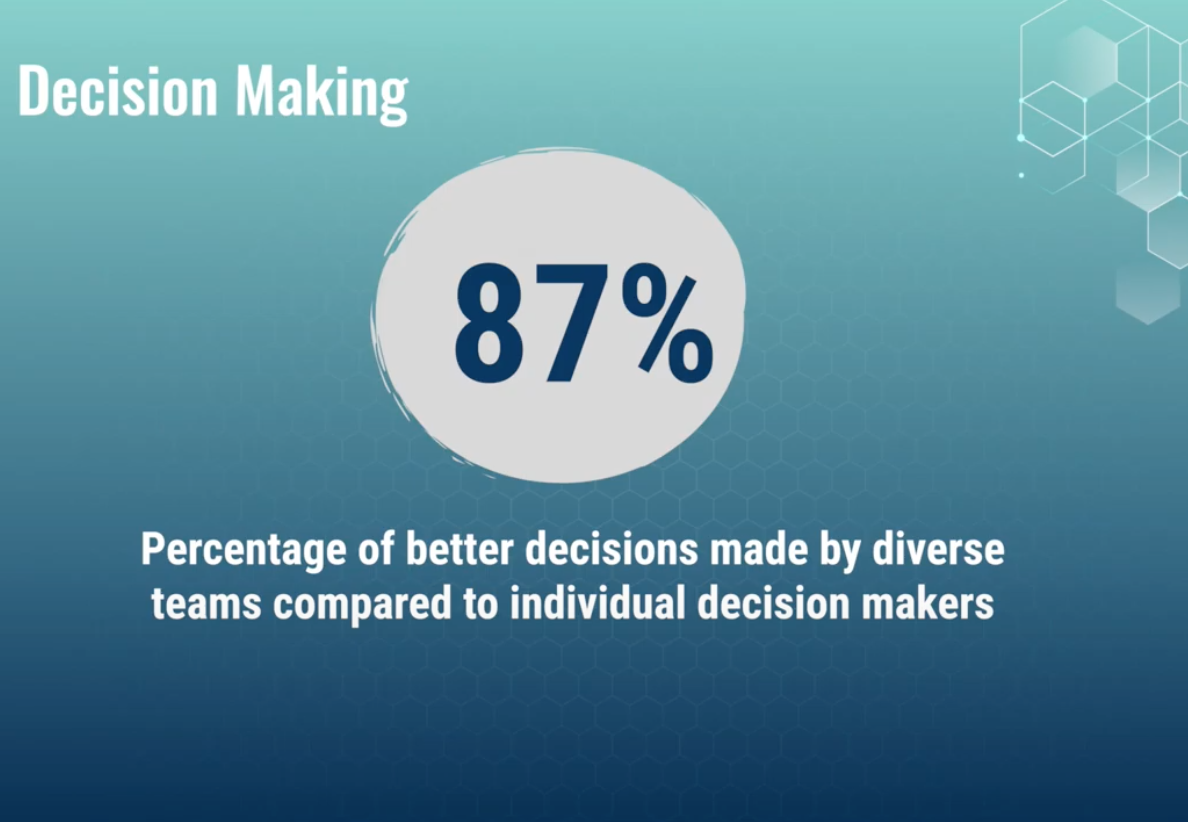 Decision Making
87%
Percentage of better decisions made by diverse
teams compared to individual decision makers